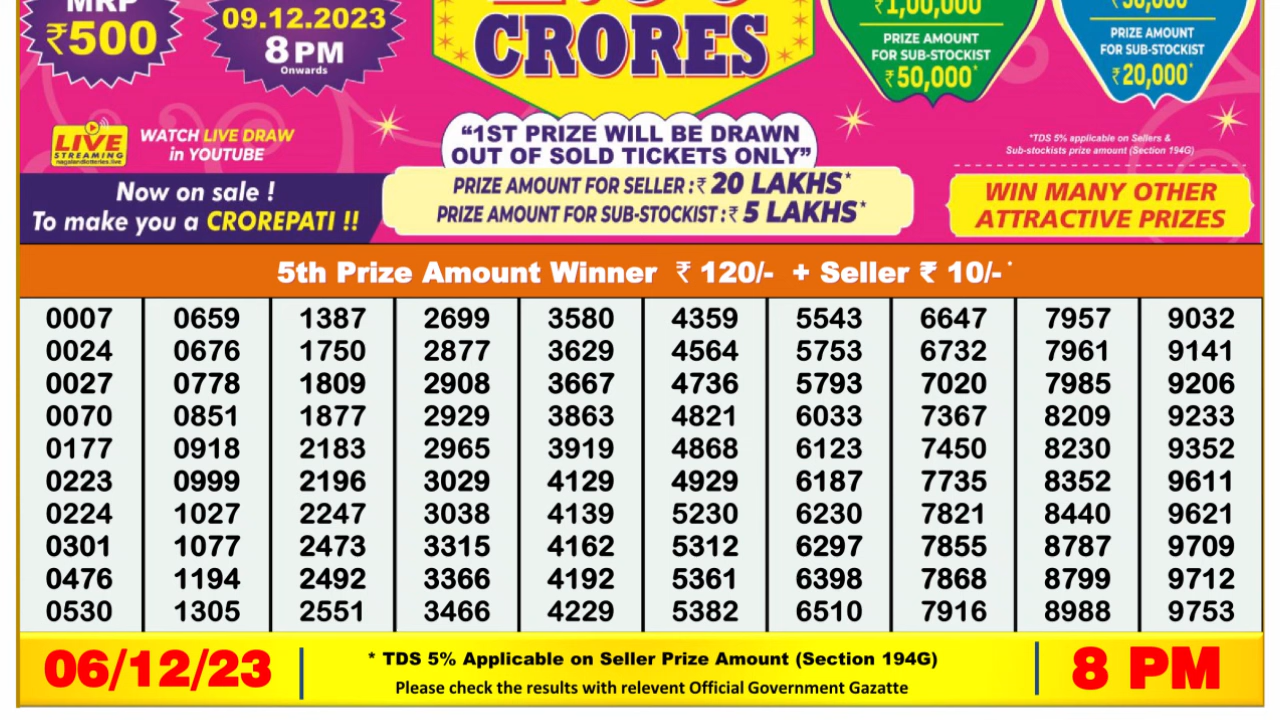 MRP
₹500
09.12.2023
8 PM
Onwards
CRORES
₹1,00,000
PRIZE AMOUNT
FOR SUB-STOCKIST
₹50,000*
PRIZE AMOUNT
FOR SUB-STOCKIST
₹20,000*
LIVE
STREAMING
nagalandlotteries.live
WATCH LIVE DRAW
in YOUTUBE
"1ST PRIZE WILL BE DRAWN
OUT OF SOLD TICKETS ONLY"
*TDS 5% applicable on Sellers &
Sub-stockists prize amount (Section 194G)
Now on sale !
To make you a CROREPATI !!
PRIZE AMOUNT FOR SELLER :₹ 20 LAKHS*
PRIZE AMOUNT FOR SUB-STOCKIST :₹ 5 LAKHS*
WIN MANY OTHER
ATTRACTIVE PRIZES
5th Prize Amount Winner ₹ 120/- + Seller ₹ 10/-*
0007 0659 1387 2699 3580 4359 5543 6647 7957 9032
0024 0676 1750 2877 3629 4564 5753 6732 7961 9141
0027 0778 1809 2908 3667 4736 5793 7020 7985 9206
0070 0851 1877 2929 3863 4821 6033 7367 8209 9233
0177 0918 2183 2965 3919 4868 6123 7450 8230 9352
0223 0999 2196 3029 4129 4929 6187 7735 8352 9611
0224 1027 2247 3038 4139 5230 6230 7821 8440 9621
0301 1077 2473 3315 4162 5312 6297 7855 8787 9709
0476 1194 2492 3366 4192 5361 6398 7868 8799 9712
0530 1305 2551 3466 4229 5382 6510 7916 8988 9753
06/12/23
* TDS 5% Applicable on Seller Prize Amount (Section 194G)
Please check the results with relevent Official Government Gazatte
8 PM